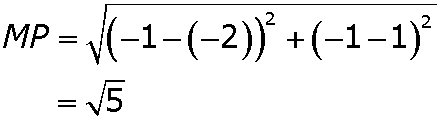 MP = √((−1−(−2))² + (−1−1)²)
= √5